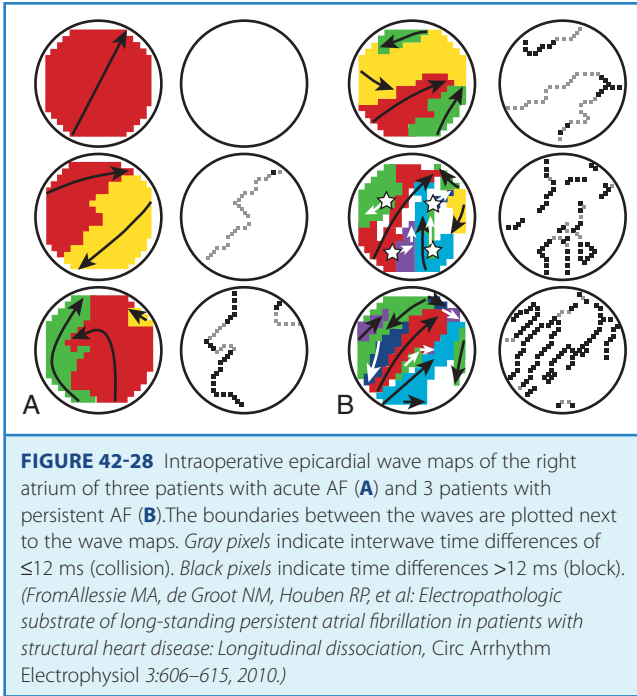 A
B
FIGURE 42-28 Intraoperative epicardial wave maps of the right
atrium of three patients with acute AF (A) and 3 patients with
persistent AF (B).The boundaries between the waves are plotted next
to the wave maps. Gray pixels indicate interwave time differences of
≤12 ms (collision). Black pixels indicate time differences >12 ms (block).
(FromAllessie MA, de Groot NM, Houben RP, et al: Electropathologic
substrate of long-standing persistent atrial fibrillation in patients with
structural heart disease: Longitudinal dissociation, Circ Arrhythm
Electrophysiol 3:606–615, 2010.)